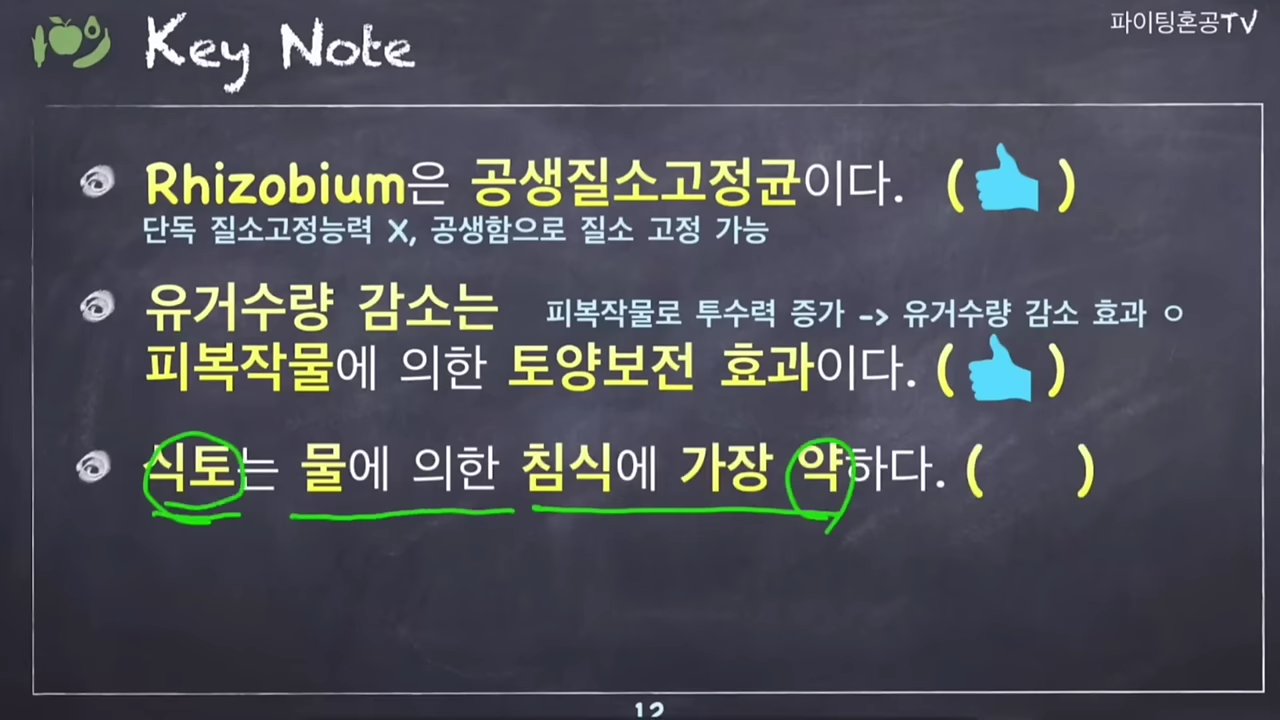 Key Note
파이팅혼공TV
Rhizobium은 공생질소고정균이다. ( )
단독 질소고정능력 X, 공생함으로 질소 고정 가능
유거수량 감소는 피복작물로 투수력 증가 -> 유거수량 감소 효과 ㅇ
피복작물에 의한 토양보전 효과이다. ( )
식토는 물에 의한 침식에 가장 약하다. ( )
12